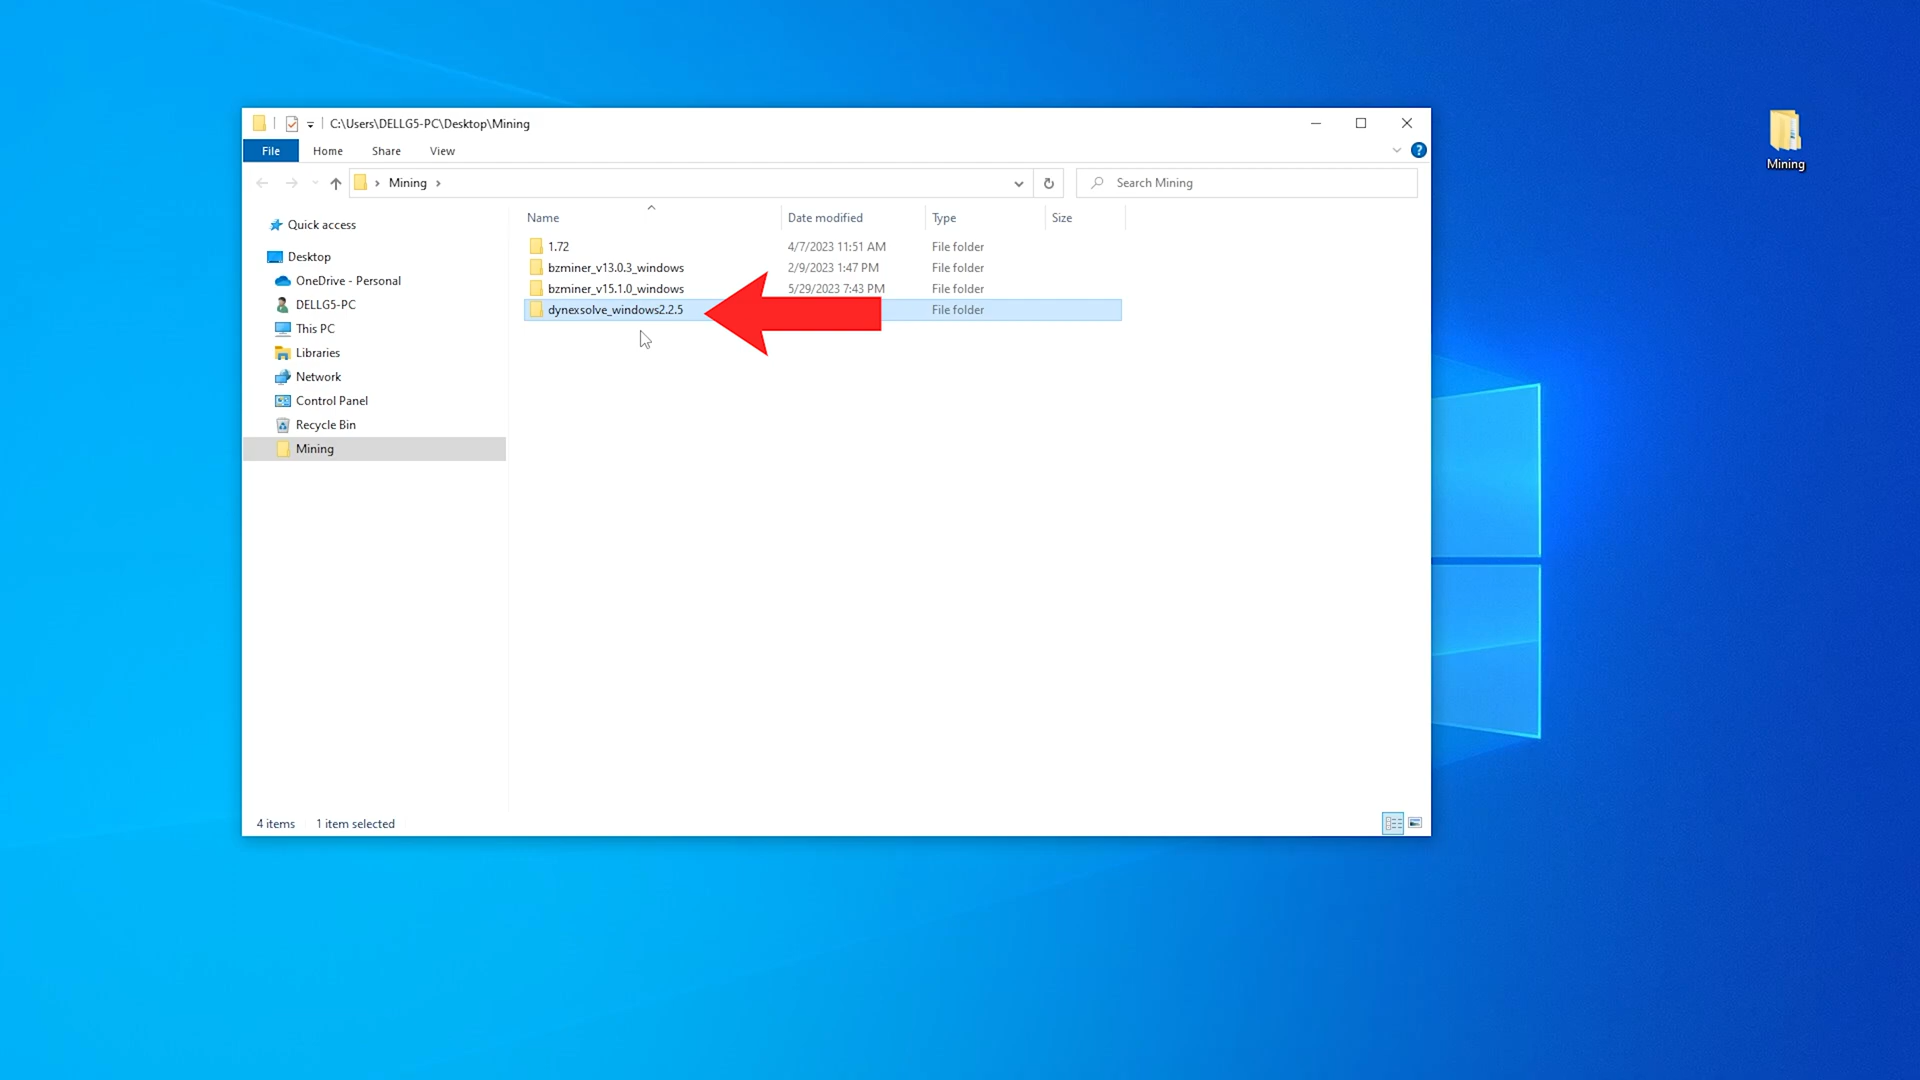 C:\Users\DELLG5-PC\Desktop\Mining
File Home Share View
Mining
Search Mining
Mining
Quick access
Desktop
OneDrive - Personal
DELLG5-PC
This PC
Libraries
Network
Control Panel
Recycle Bin
Mining
Name Date modified Type Size
1.72 4/7/2023 11:51 AM File folder
bzminer_v13.0.3_windows 2/9/2023 1:47 PM File folder
bzminer_v15.1.0_windows 5/29/2023 7:43 PM File folder
dynexsolve_windows2.2.5 File folder
4 items 1 item selected